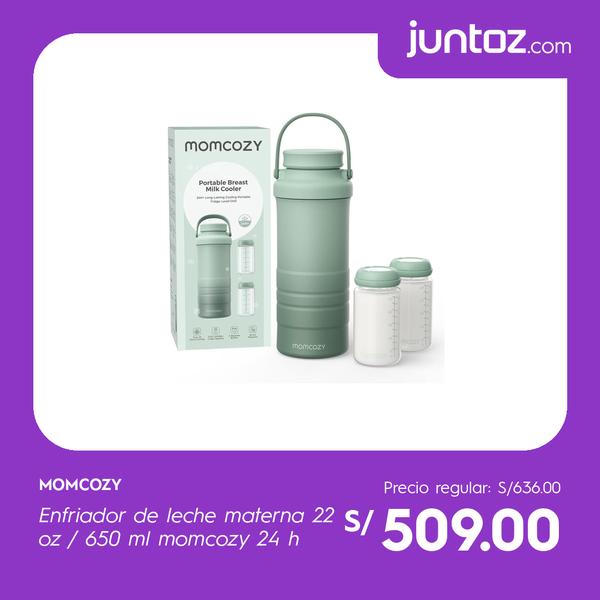 juntoz.com
momcozy
Portable Breast
Milk Cooler
momcozy
MOMCOZY
Enfriador de leche materna 22
oz / 650 ml momcozy 24 h
Precio regular: S/636.00
S/ 509.00